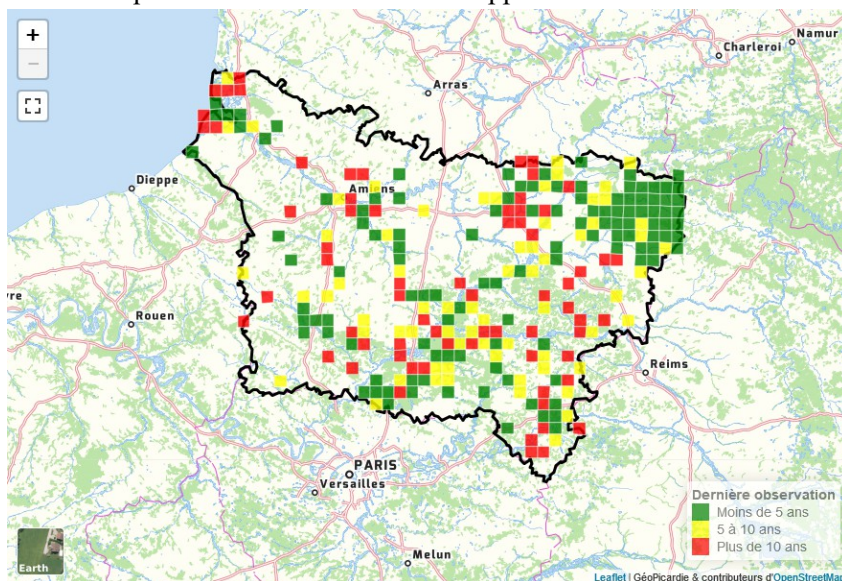 +
−
Namur
Charleroi
Arras
Dieppe
Amiens
Rouen
Reims
PARIS
Versailles
Melun
Dernière observation
Moins de 5 ans
5 à 10 ans
Plus de 10 ans
Earth
Leaflet | GéoPicardie & contributeurs d'OpenStreetMa